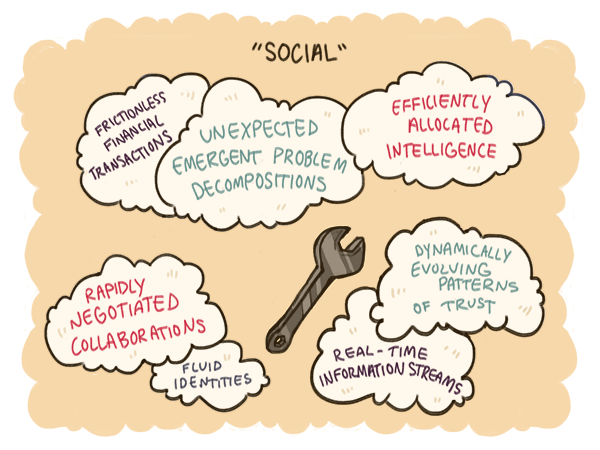 "SOCIAL"
FRICTIONLESS
FINANCIAL
TRANSACTIONS
UNEXPECTED
EMERGENT PROBLEM
DECOMPOSITIONS
EFFICIENTLY
ALLOCATED
INTELLIGENCE
RAPIDLY
NEGOTIATED
COLLABORATIONS
FLUID
IDENTITIES
DYNAMICALLY
EVOLVING
PATTERNS
OF TRUST
REAL-TIME
INFORMATION STREAMS